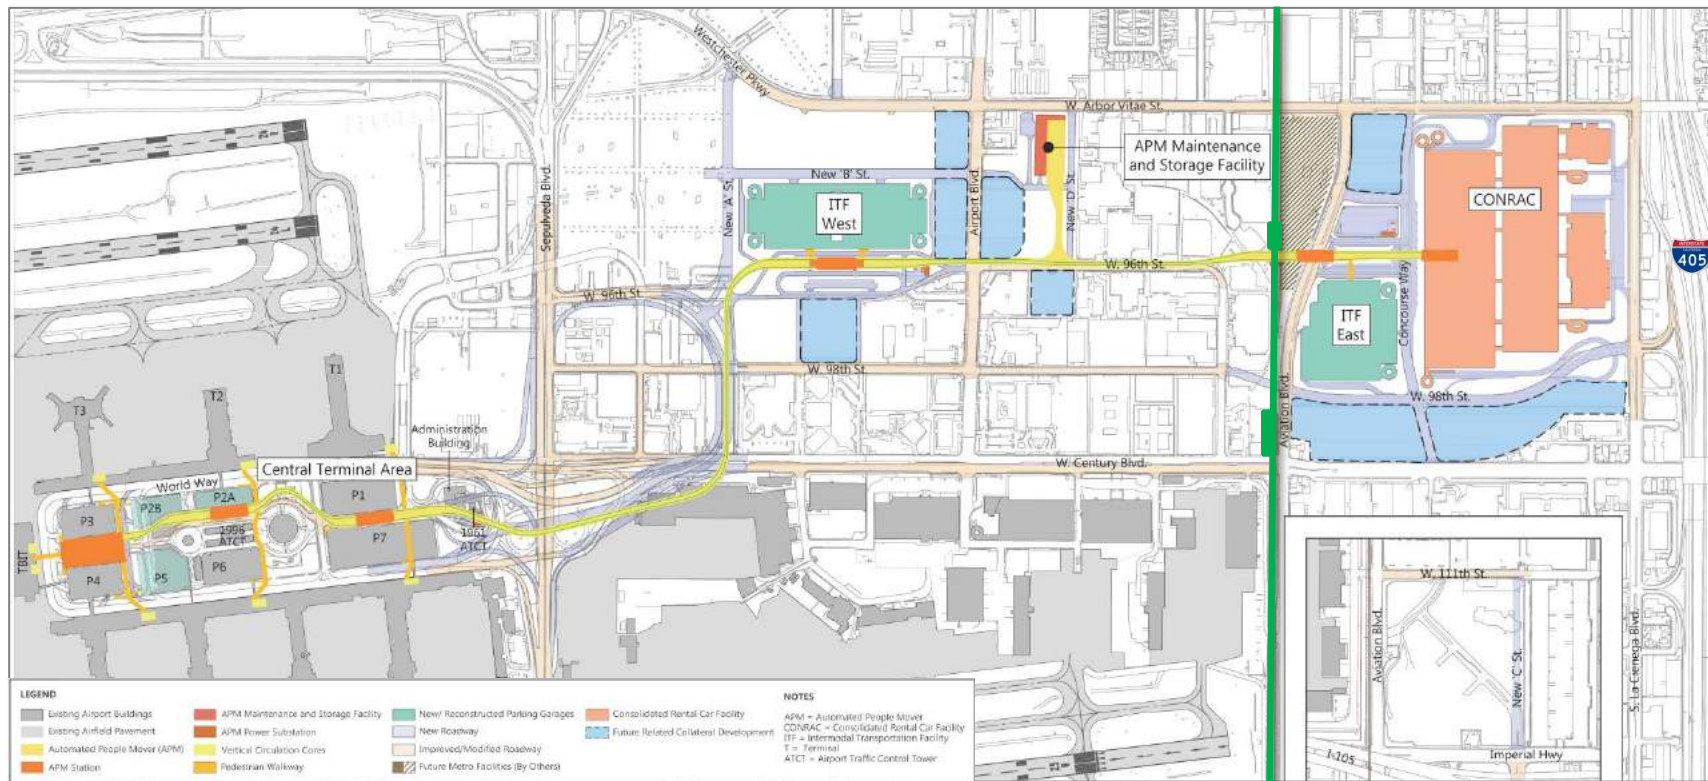 Westchester Pkwy
W. Arbor Vitae St.
APM Maintenance
and Storage Facility
New 'B' St.
New 'A' St.
Airport Blvd.
New 'D' St.
Sepulveda Blvd.
ITF
West
CONRAC
INTERSTATE
405
W. 96th St.
W. 96th St.
ITF
East
Concourse Way
W. 98th St.
W. 98th St.
Aviation Blvd.
T1
T2
T3
Administration
Building
Central Terminal Area
W. Century Blvd.
World Way
P2A
P2B
P1
P3
1996
ATCT
P7
1961
ATCT
TBIT
P4
P5
P6
W. 111th St.
Aviation Blvd.
New 'C' St.
S. La Cienega Blvd.
I-105
Imperial Hwy
LEGEND
Existing Airport Buildings
Existing Airfield Pavement
Automated People Mover (APM)
APM Station
APM Maintenance and Storage Facility
APM Power Substation
Vertical Circulation Cores
Pedestrian Walkway
New/ Reconstructed Parking Garages
New Roadway
Improved/Modified Roadway
Future Metro Facilities (By Others)
Consolidated Rental Car Facility
Future Related Collateral Development
NOTES
APM = Automated People Mover
CONRAC = Consolidated Rental Car Facility
ITF = Intermodal Transportation Facility
T = Terminal
ATCT = Airport Traffic Control Tower